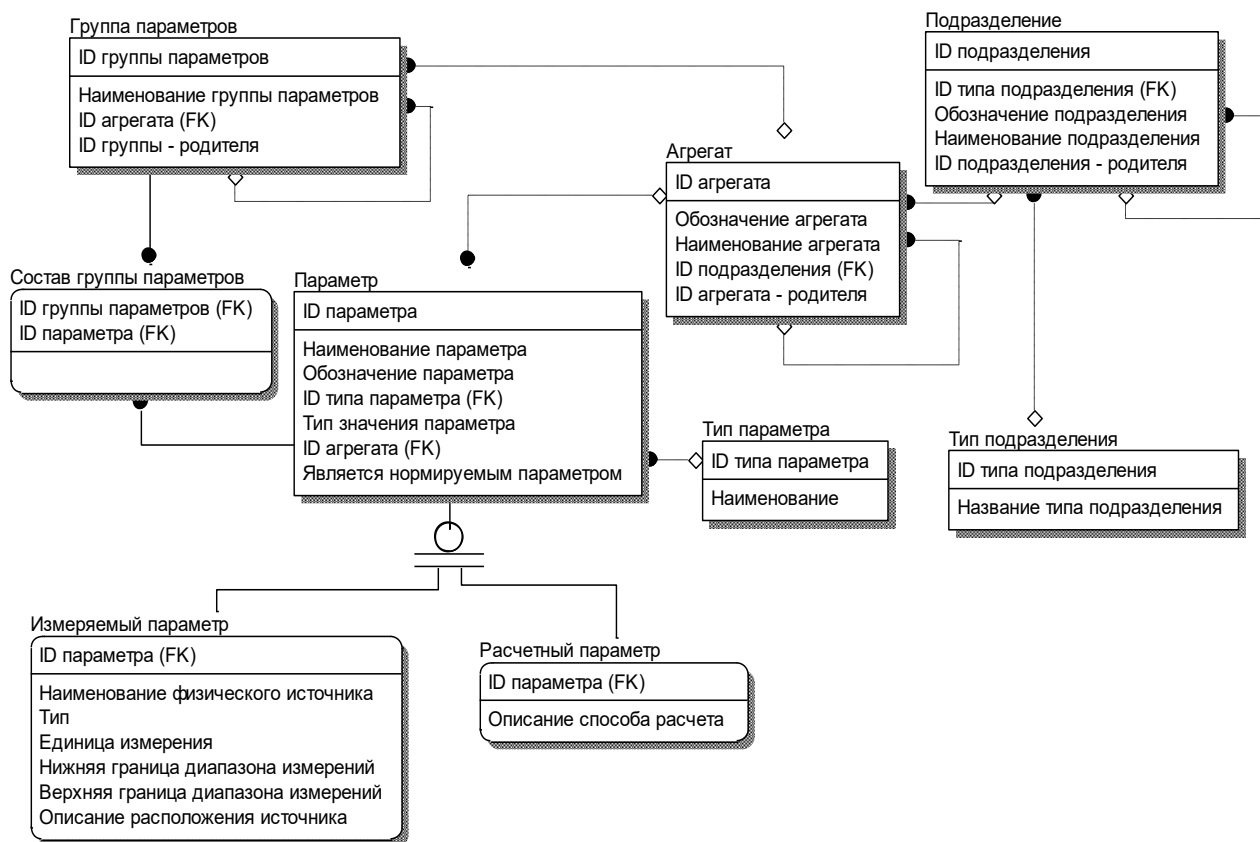 Группа параметров
ID группы параметров
Наименование группы параметров
ID агрегата (FK)
ID группы - родителя
Подразделение
ID подразделения
ID типа подразделения (FK)
Обозначение подразделения
Наименование подразделения
ID подразделения - родителя
Агрегат
ID агрегата
Обозначение агрегата
Наименование агрегата
ID подразделения (FK)
ID агрегата - родителя
Состав группы параметров
ID группы параметров (FK)
ID параметра (FK)
Параметр
ID параметра
Наименование параметра
Обозначение параметра
ID типа параметра (FK)
Тип значения параметра
ID агрегата (FK)
Является нормируемым параметром
Тип параметра
ID типа параметра
Наименование
Тип подразделения
ID типа подразделения
Название типа подразделения
Измеряемый параметр
ID параметра (FK)
Наименование физического источника
Тип
Единица измерения
Нижняя граница диапазона измерений
Верхняя граница диапазона измерений
Описание расположения источника
Расчетный параметр
ID параметра (FK)
Описание способа расчета